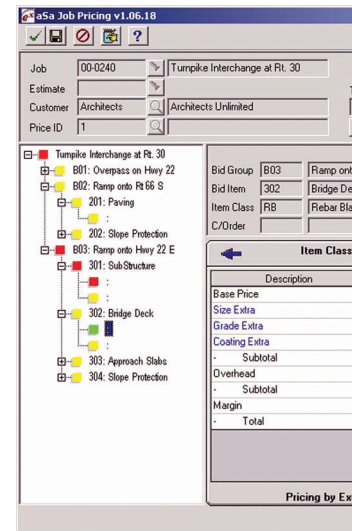 aSa Job Pricing v1.06.18
Job 00-0240 Turnpike Interchange at Rt. 30
Estimate
Customer Architects Architects Unlimited
Price ID 1
Turnpike Interchange at Rt. 30
B01: Overpass on Hwy 22
B02: Ramp onto Rt 66 S
201: Paving
:
202: Slope Protection
B03: Ramp onto Hwy 22 E
301: SubStructure
:
:
302: Bridge Deck
:
:
303: Approach Slabs
304: Slope Protection
Bid Group B03 Ramp ont
Bid Item 302 Bridge De
Item Class RB Rebar Bla
C/Order
Item Class
Description
Base Price
Size Extra
Grade Extra
Coating Extra
- Subtotal
Overhead
- Subtotal
Margin
- Total
Pricing by Ex